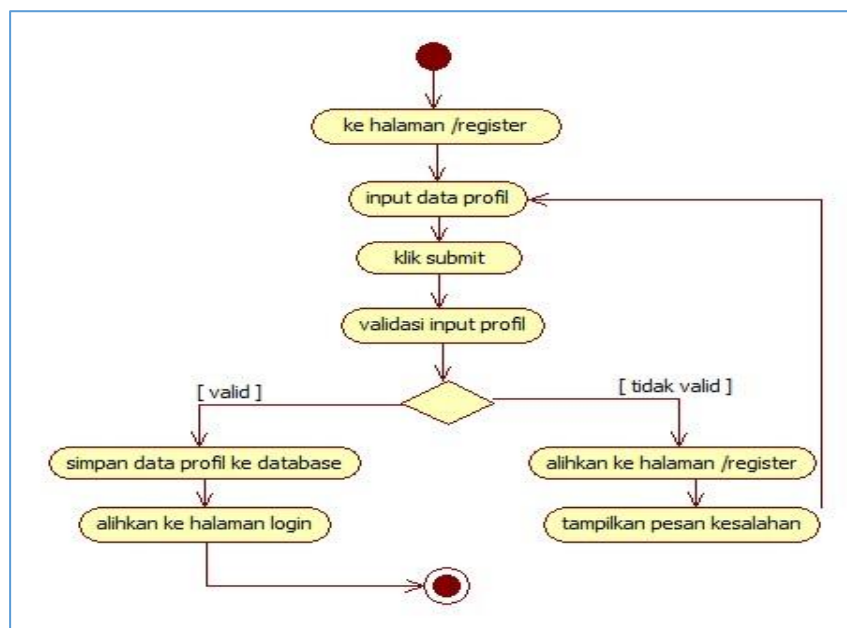 ke halaman /register
input data profil
klik submit
validasi input profil
[ valid ]
[ tidak valid ]
simpan data profil ke database
alihkan ke halaman /register
alihkan ke halaman login
tampilkan pesan kesalahan